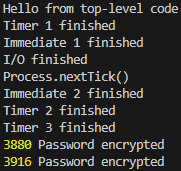 Hello from top-level code
Timer 1 finished
Immediate 1 finished
I/O finished
Process.nextTick()
Immediate 2 finished
Timer 2 finished
Timer 3 finished
3880 Password encrypted
3916 Password encrypted